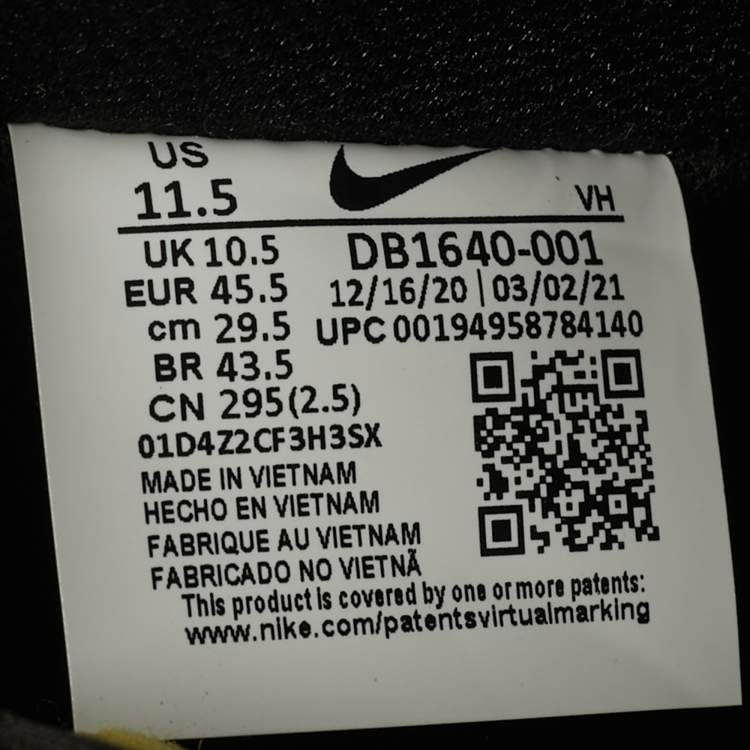 US
11.5
VH
UK 10.5
DB1640-001
EUR 45.5
12/16/20 | 03/02/21
cm 29.5
UPC 00194958784140
BR 43.5
CN 295(2.5)
01D4Z2CF3H3SX
MADE IN VIETNAM
HECHO EN VIETNAM
FABRIQUE AU VIETNAM
FABRICADO NO VIETNÃ
This product is covered by one or more patents:
www.nike.com/patentsvirtualmarking